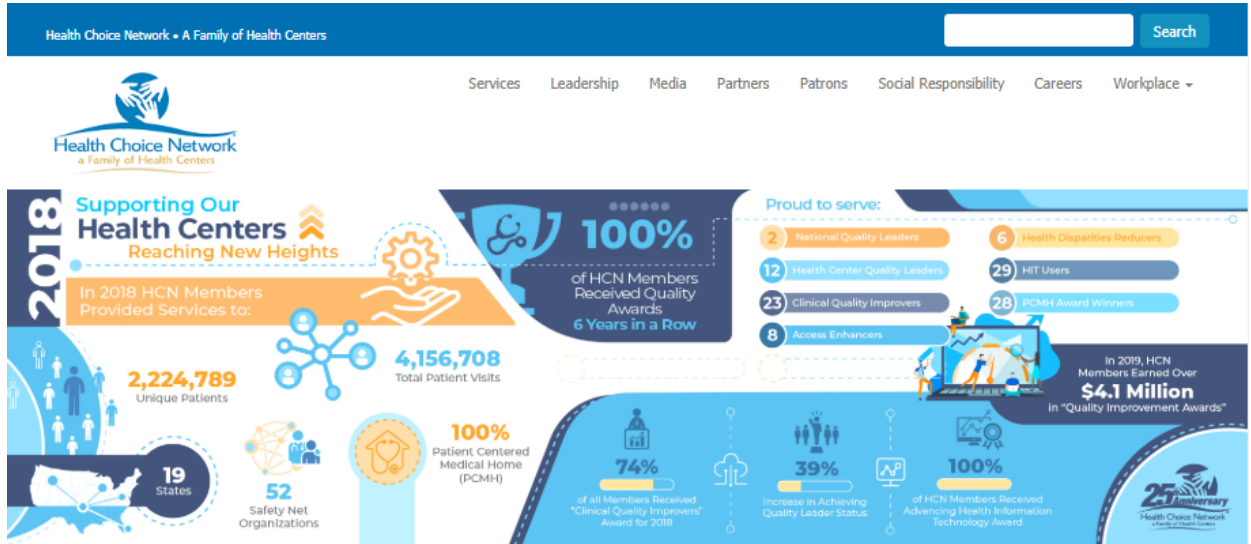 Health Choice Network • A Family of Health Centers
Search
Health Choice Network
a Family of Health Centers
Services Leadership Media Partners Patrons Social Responsibility Careers Workplace
2018
Supporting Our
Health Centers
Reaching New Heights
In 2018 HCN Members
Provided Services to:
2,224,789
Unique Patients
4,156,708
Total Patient Visits
19
States
52
Safety Net
Organizations
100%
Patient Centered
Medical Home
(PCMH)
100%
of HCN Members
Received Quality
Awards
6 Years in a Row
Proud to serve:
2 National Quality Leaders
12 Health Center Quality Leaders
23 Clinical Quality Improvers
8 Access Enhancers
6 Health Disparities Reducers
29 HIT Users
28 PCMH Award Winners
In 2019, HCN
Members Earned Over
$4.1 Million
in "Quality Improvement Awards"
74%
of all Members Received
"Clinical Quality Improvers"
Award for 2018
39%
Increase in Achieving
Quality Leader Status
100%
of HCN Members Received
Advancing Health Information
Technology Award
25 Anniversary
Health Choice Network
a Family of Health Centers